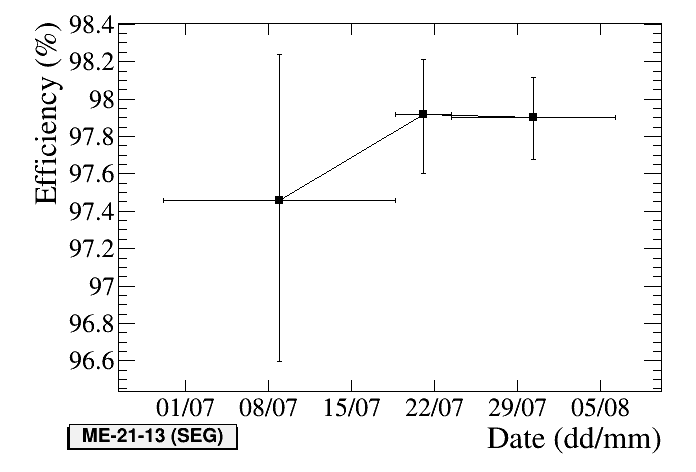 Efficiency (%)
98.4
98.2
98
97.8
97.6
97.4
97.2
97
96.8
96.6
01/07 08/07 15/07 22/07 29/07 05/08
ME-21-13 (SEG)
Date (dd/mm)